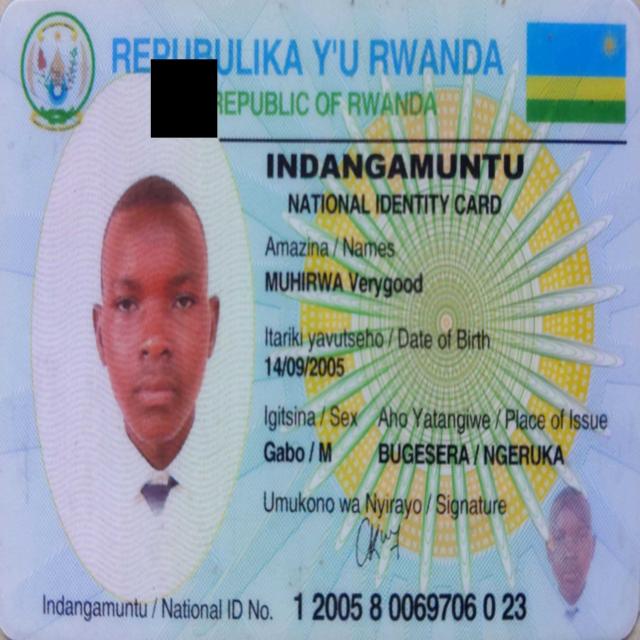 REPUBULIKA Y'U RWANDA
REPUBLIC OF RWANDA
INDANGAMUNTU
NATIONAL IDENTITY CARD
Amazina / Names
MUHIRWA Verygood
Itariki yavutseho / Date of Birth
14/09/2005
Igitsina / Sex Aho Yatangiwe / Place of Issue
Gabo / M BUGESERA / NGERUKA
Umukono wa Nyirayo / Signature
Indangamuntu / National ID No. 1 2005 8 0069706 0 23